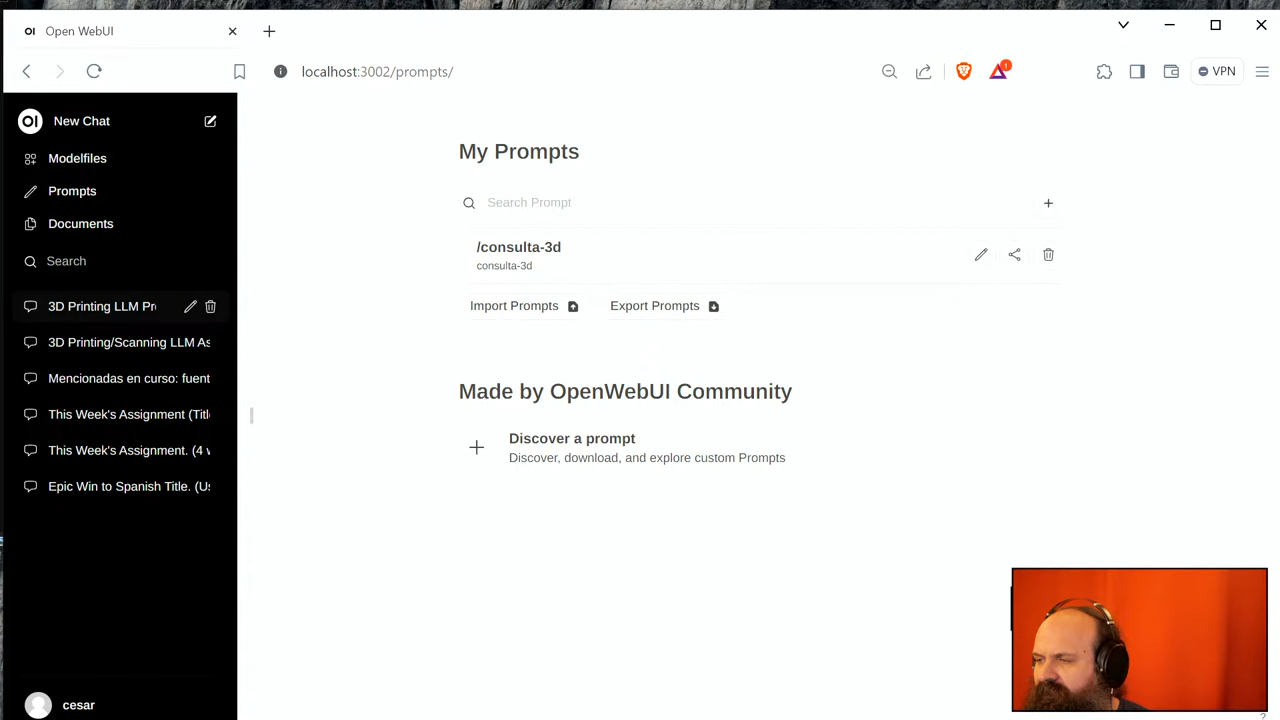 OI Open WebUI
localhost:3002/prompts/
1
VPN
OI New Chat
Modelfiles
Prompts
Documents
Search
3D Printing LLM Pr
3D Printing/Scanning LLM As
Mencionadas en curso: fuent
This Week's Assignment (Titl
This Week's Assignment. (4 w
Epic Win to Spanish Title. (Us
cesar
My Prompts
Search Prompt
/consulta-3d
consulta-3d
Import Prompts
Export Prompts
Made by OpenWebUI Community
Discover a prompt
Discover, download, and explore custom Prompts
?